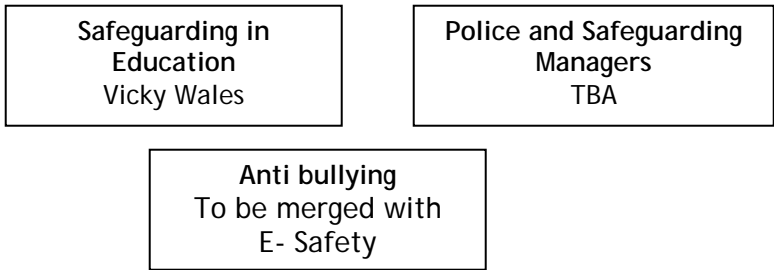 Safeguarding in
Education
Vicky Wales
Police and Safeguarding
Managers
TBA
Anti bullying
To be merged with
E- Safety